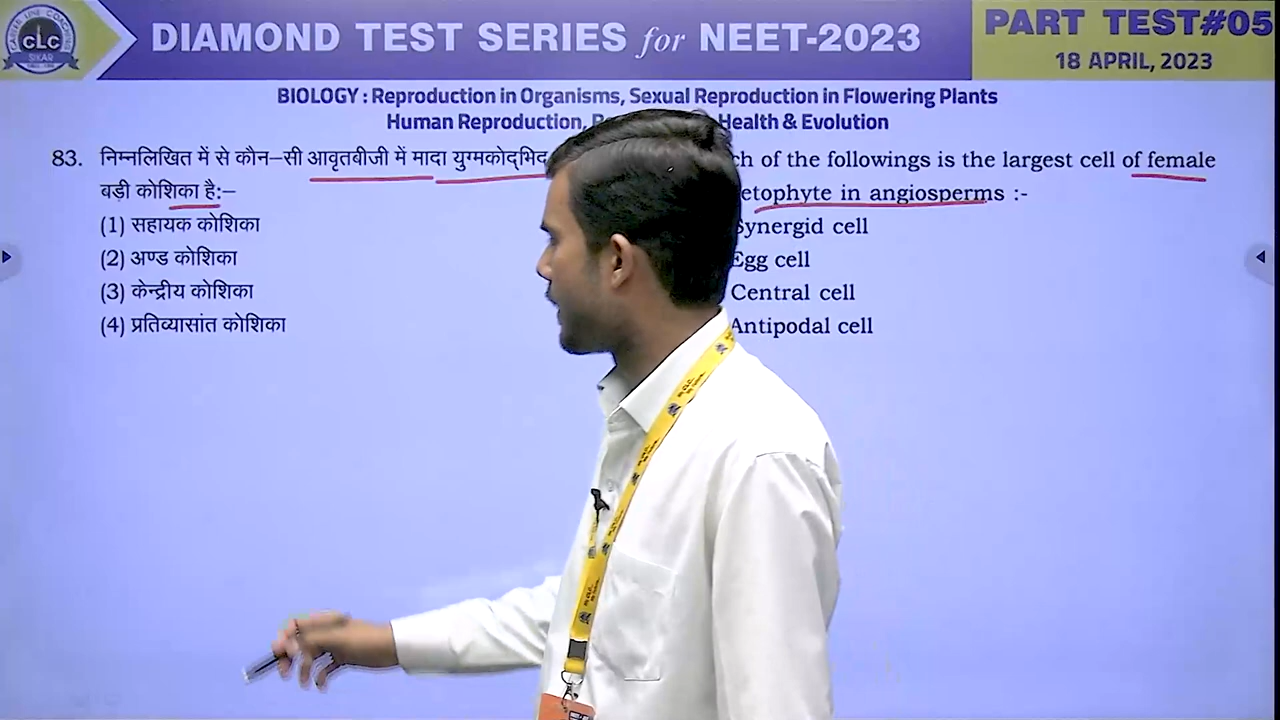 CLC
SIKAR
DIAMOND TEST SERIES for NEET-2023
PART TEST#05
18 APRIL, 2023
BIOLOGY : Reproduction in Organisms, Sexual Reproduction in Flowering Plants
Human Reproduction, Health & Evolution
83. निम्नलिखित में से कौन–सी आवृतबीजी में मादा युग्मकोद्भिद
बड़ी कोशिका है:–
(1) सहायक कोशिका
(2) अण्ड कोशिका
(3) केन्द्रीय कोशिका
(4) प्रतिव्यासांत कोशिका
of the followings is the largest cell of female
in angiosperms :-
Synergid cell
Egg cell
Central cell
Antipodal cell